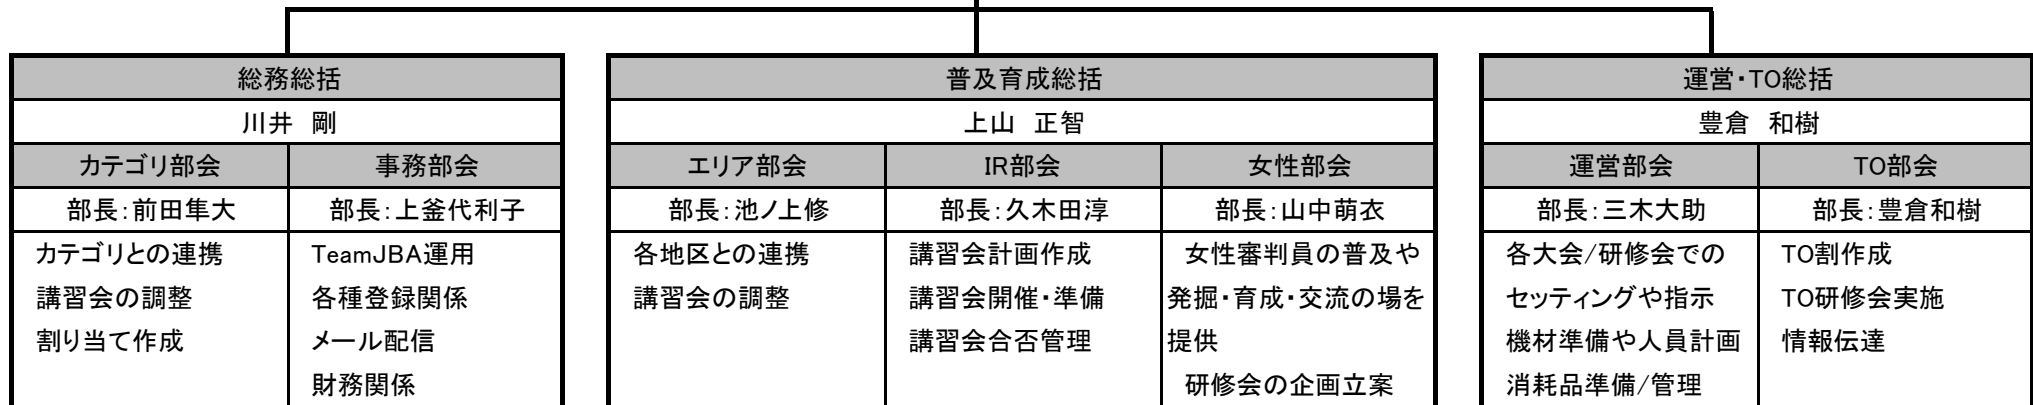 総務総括
川井　剛
カテゴリ部会
事務部会
部長：前田隼大
部長：上釜代利子
カテゴリとの連携
講習会の調整
割り当て作成
TeamJBA運用
各種登録関係
メール配信
財務関係
普及育成総括
上山　正智
エリア部会
IR部会
女性部会
部長：池ノ上修
部長：久木田淳
部長：山中萌衣
各地区との連携
講習会の調整
講習会計画作成
講習会開催・準備
講習会合否管理
女性審判員の普及や
発掘・育成・交流の場を
提供
研修会の企画立案
運営・TO総括
豊倉　和樹
運営部会
TO部会
部長：三木大助
部長：豊倉和樹
各大会/研修会での
セッティングや指示
機材準備や人員計画
消耗品準備/管理
TO割作成
TO研修会実施
情報伝達